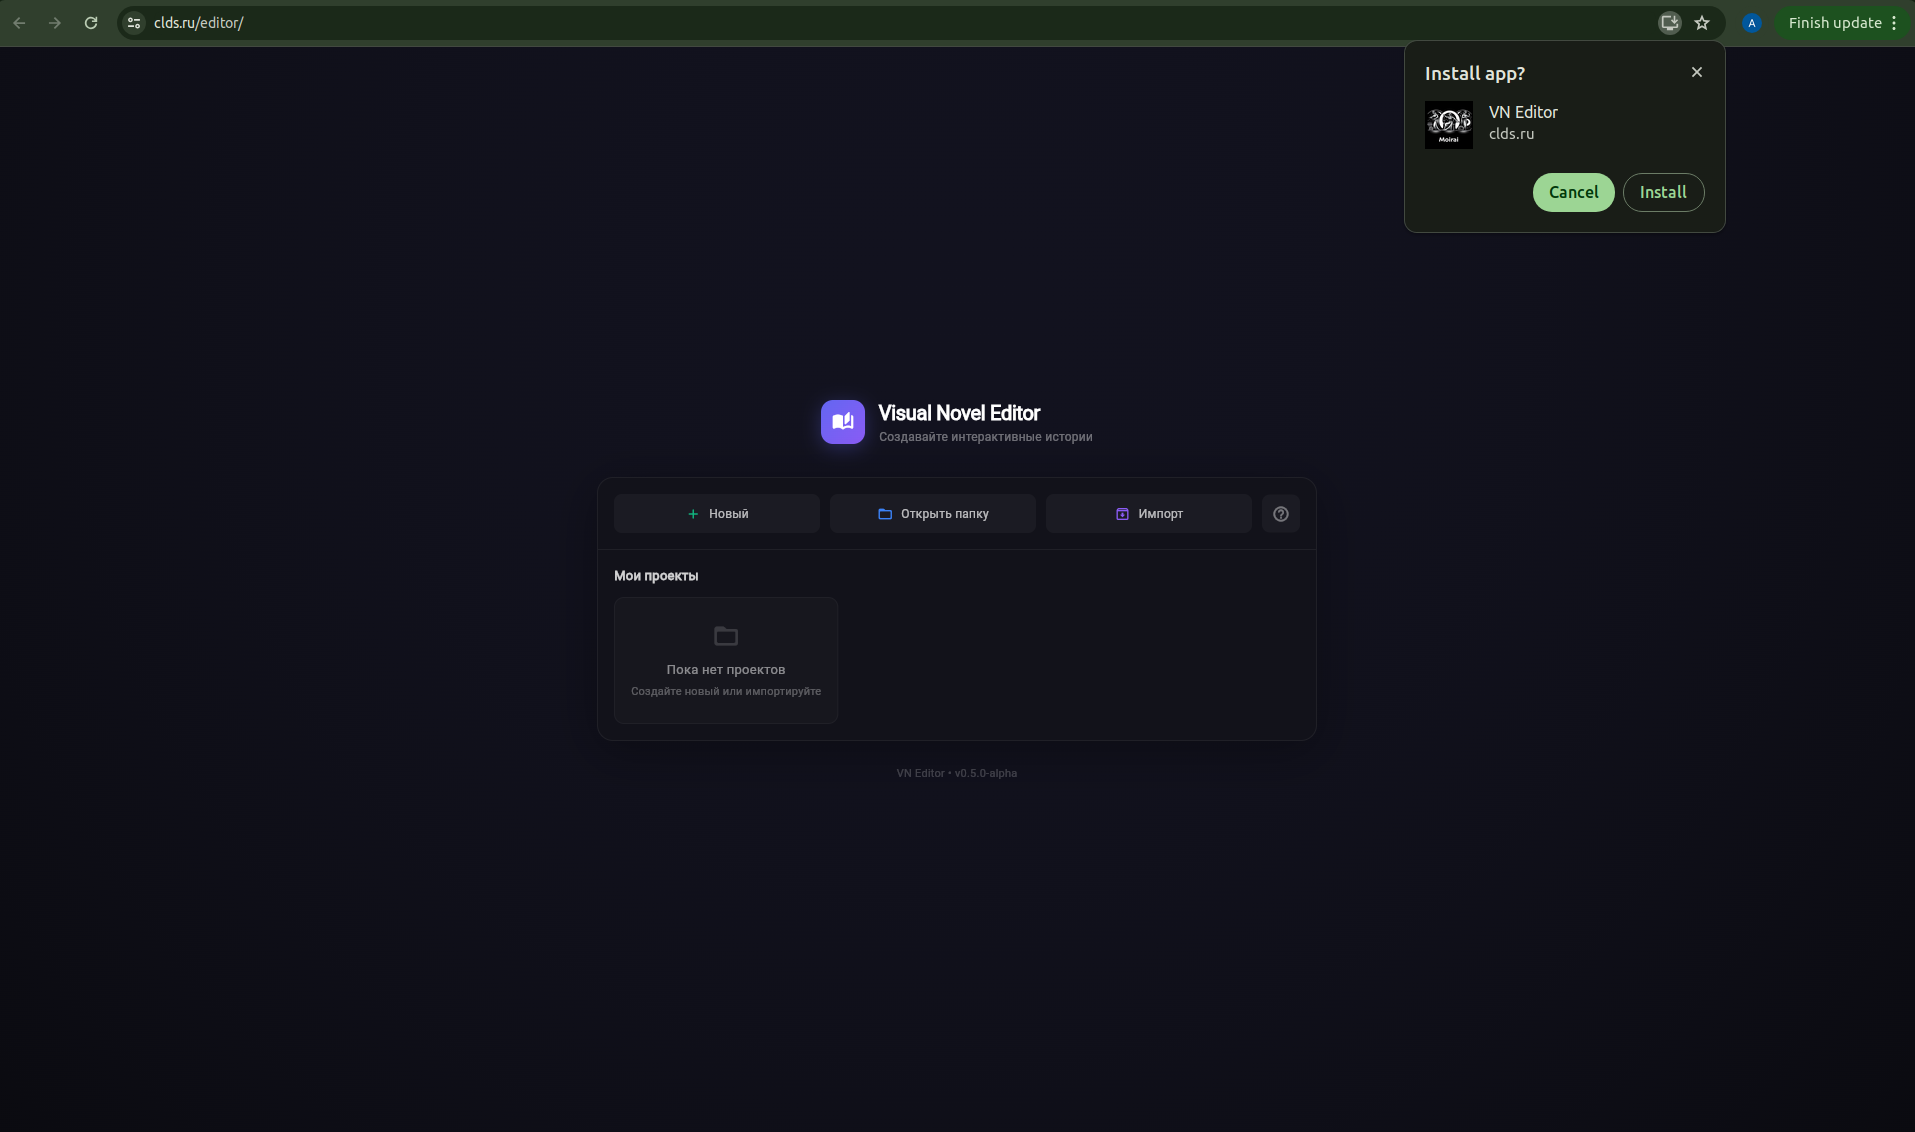 clds.ru/editor/
A
Finish update
Install app?
VN Editor
clds.ru
Moirai
Cancel
Install
Visual Novel Editor
Создавайте интерактивные истории
Новый
Открыть папку
Импорт
Мои проекты
Пока нет проектов
Создайте новый или импортируйте
VN Editor • v0.5.0-alpha